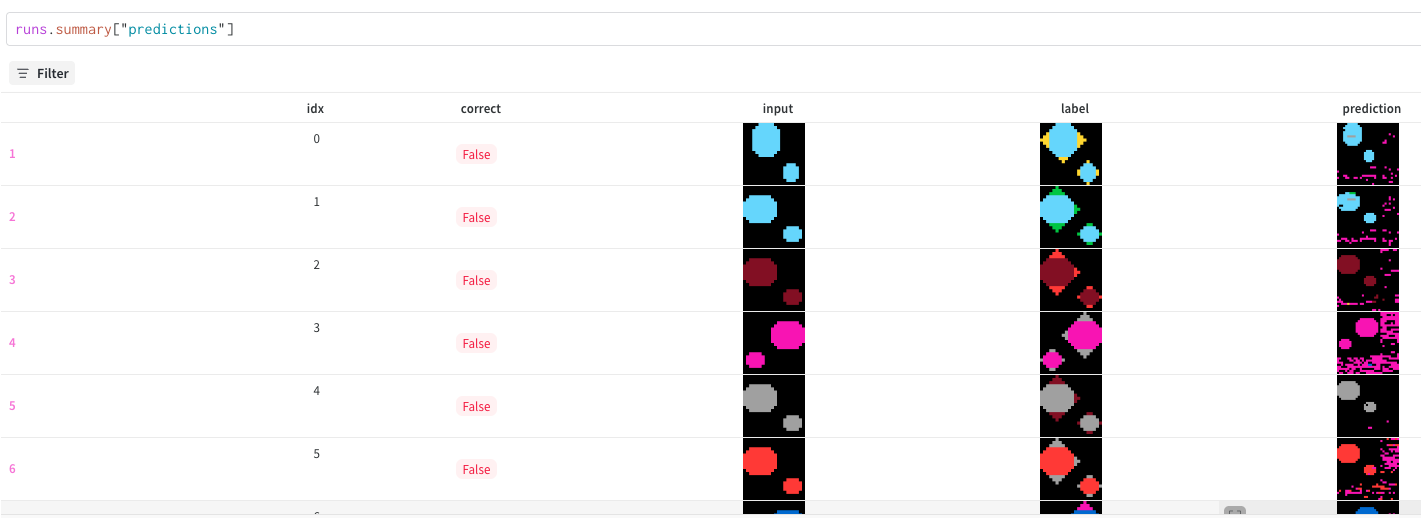 runs.summary["predictions"]
Filter
idx correct input label prediction
1 0 False
2 1 False
3 2 False
4 3 False
5 4 False
6 5 False